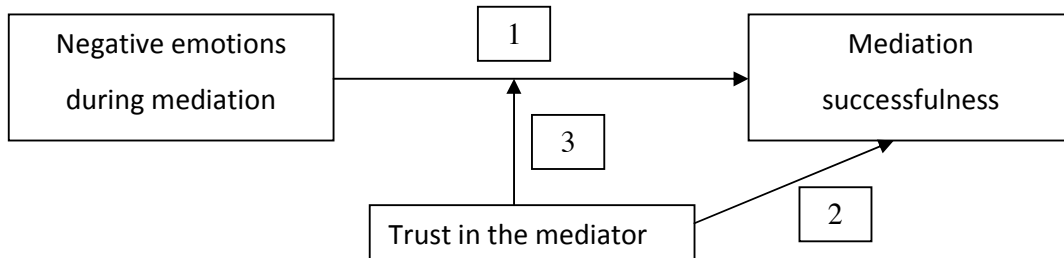 1
Negative emotions
during mediation
Mediation
successfulness
3
Trust in the mediator
2